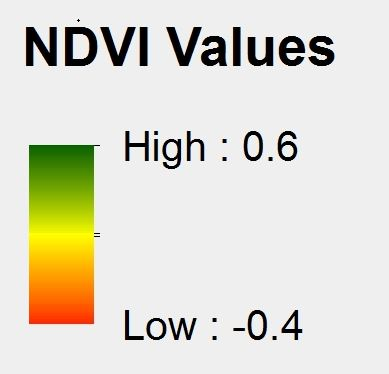 NDVI Values
High : 0.6
Low : -0.4